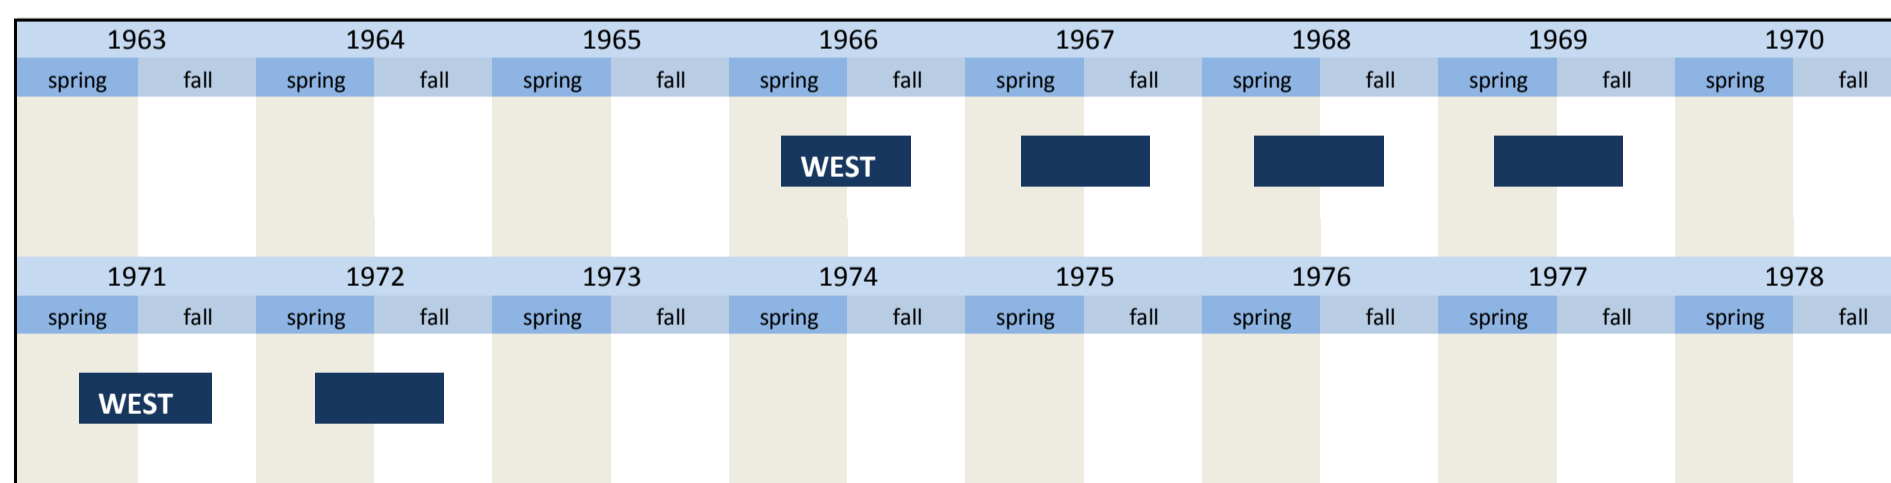 1963 1964 1965 1966 1967 1968 1969 1970
spring fall spring fall spring fall spring fall spring fall spring fall spring fall spring fall
WEST
1971 1972 1973 1974 1975 1976 1977 1978
spring fall spring fall spring fall spring fall spring fall spring fall spring fall spring fall
WEST